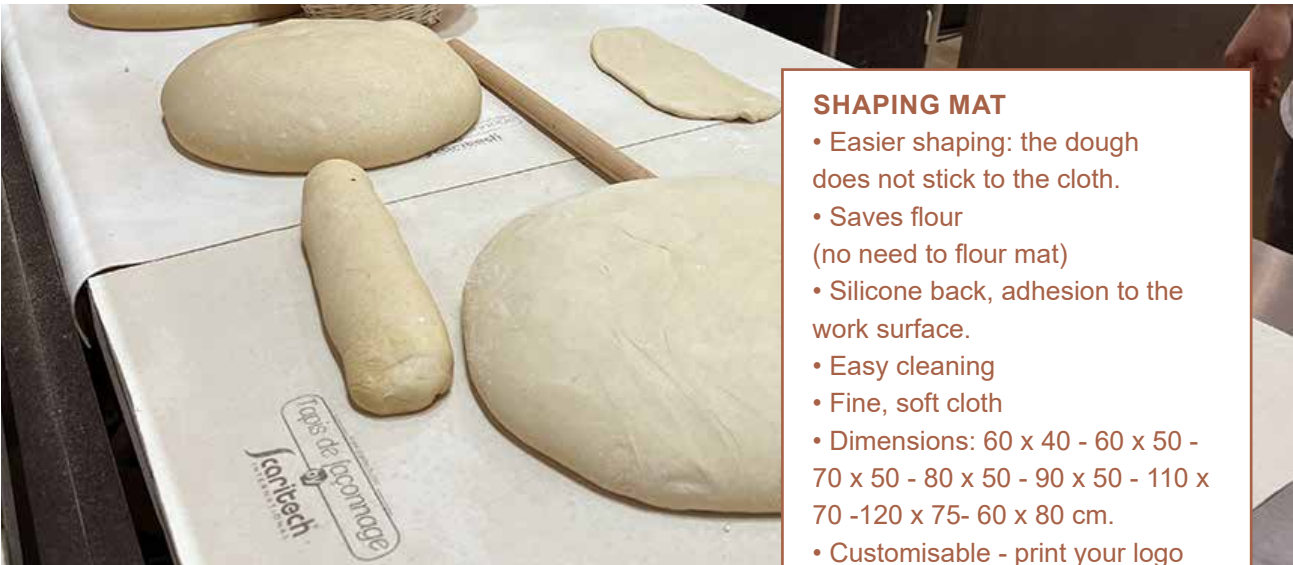 SHAPING MAT
• Easier shaping: the dough
does not stick to the cloth.
• Saves flour
(no need to flour mat)
• Silicone back, adhesion to the
work surface.
• Easy cleaning
• Fine, soft cloth
• Dimensions: 60 x 40 - 60 x 50 -
70 x 50 - 80 x 50 - 90 x 50 - 110 x
70 -120 x 75- 60 x 80 cm.
• Customisable - print your logo
Tapis de façonnage
Scaritech
INTERNATIONAL